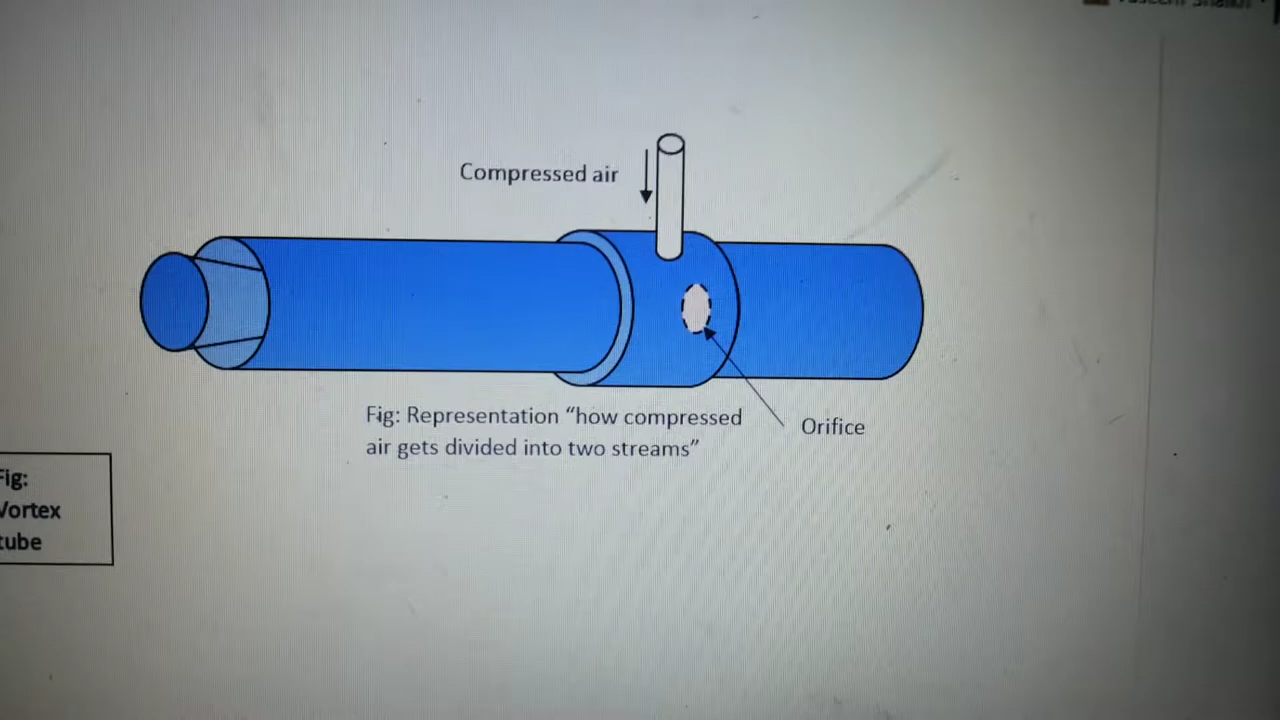 Compressed air
Fig: Representation “how compressed
air gets divided into two streams”
Orifice
Fig:
Vortex
tube